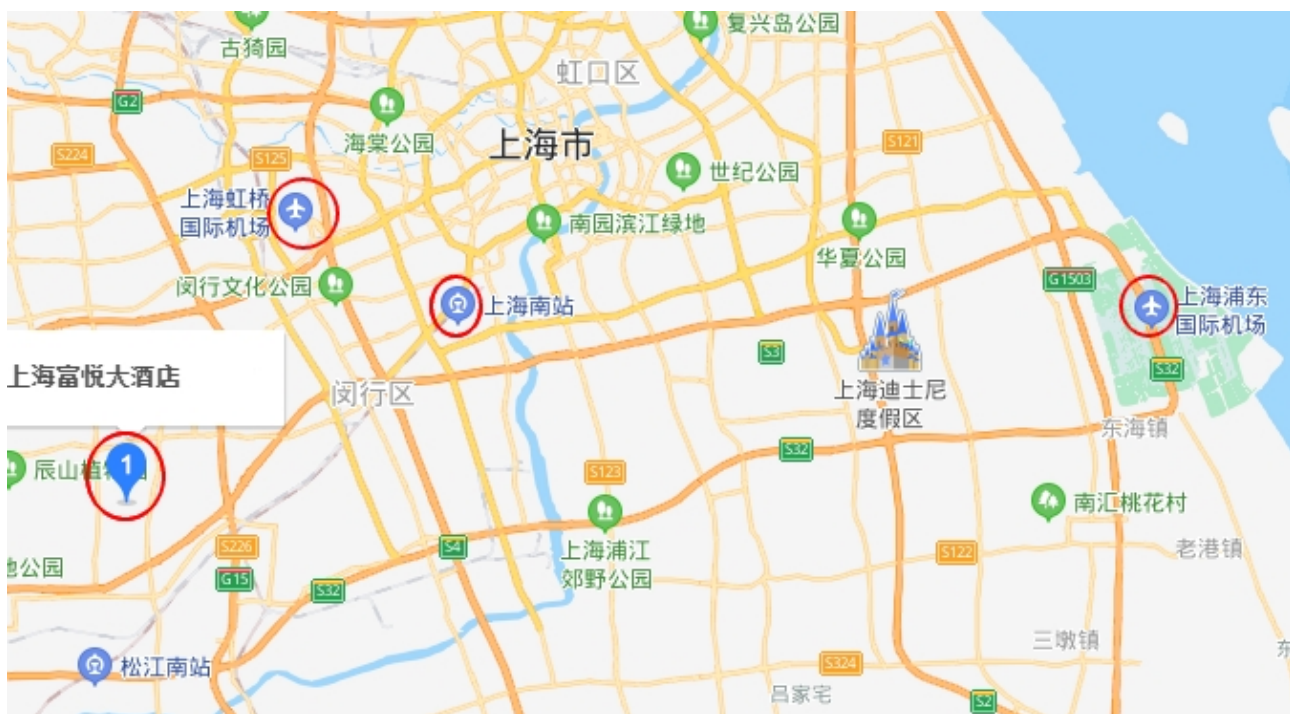 复兴岛公园
古猗园
虹口区
G2
海棠公园
上海市
S121
S224
S125
世纪公园
上海虹桥
国际机场
南园滨江绿地
华夏公园
闵行文化公园
G1503
上海南站
上海浦东
国际机场
S3
上海富悦大酒店
S32
闵行区
上海迪士尼
度假区
东海镇
S32
1
辰山植
S123
南汇桃花村
S226
S4
上海浦江
郊野公园
S122
老港镇
公园
G15
S32
三墩镇
松江南站
S324
吕家宅
S2